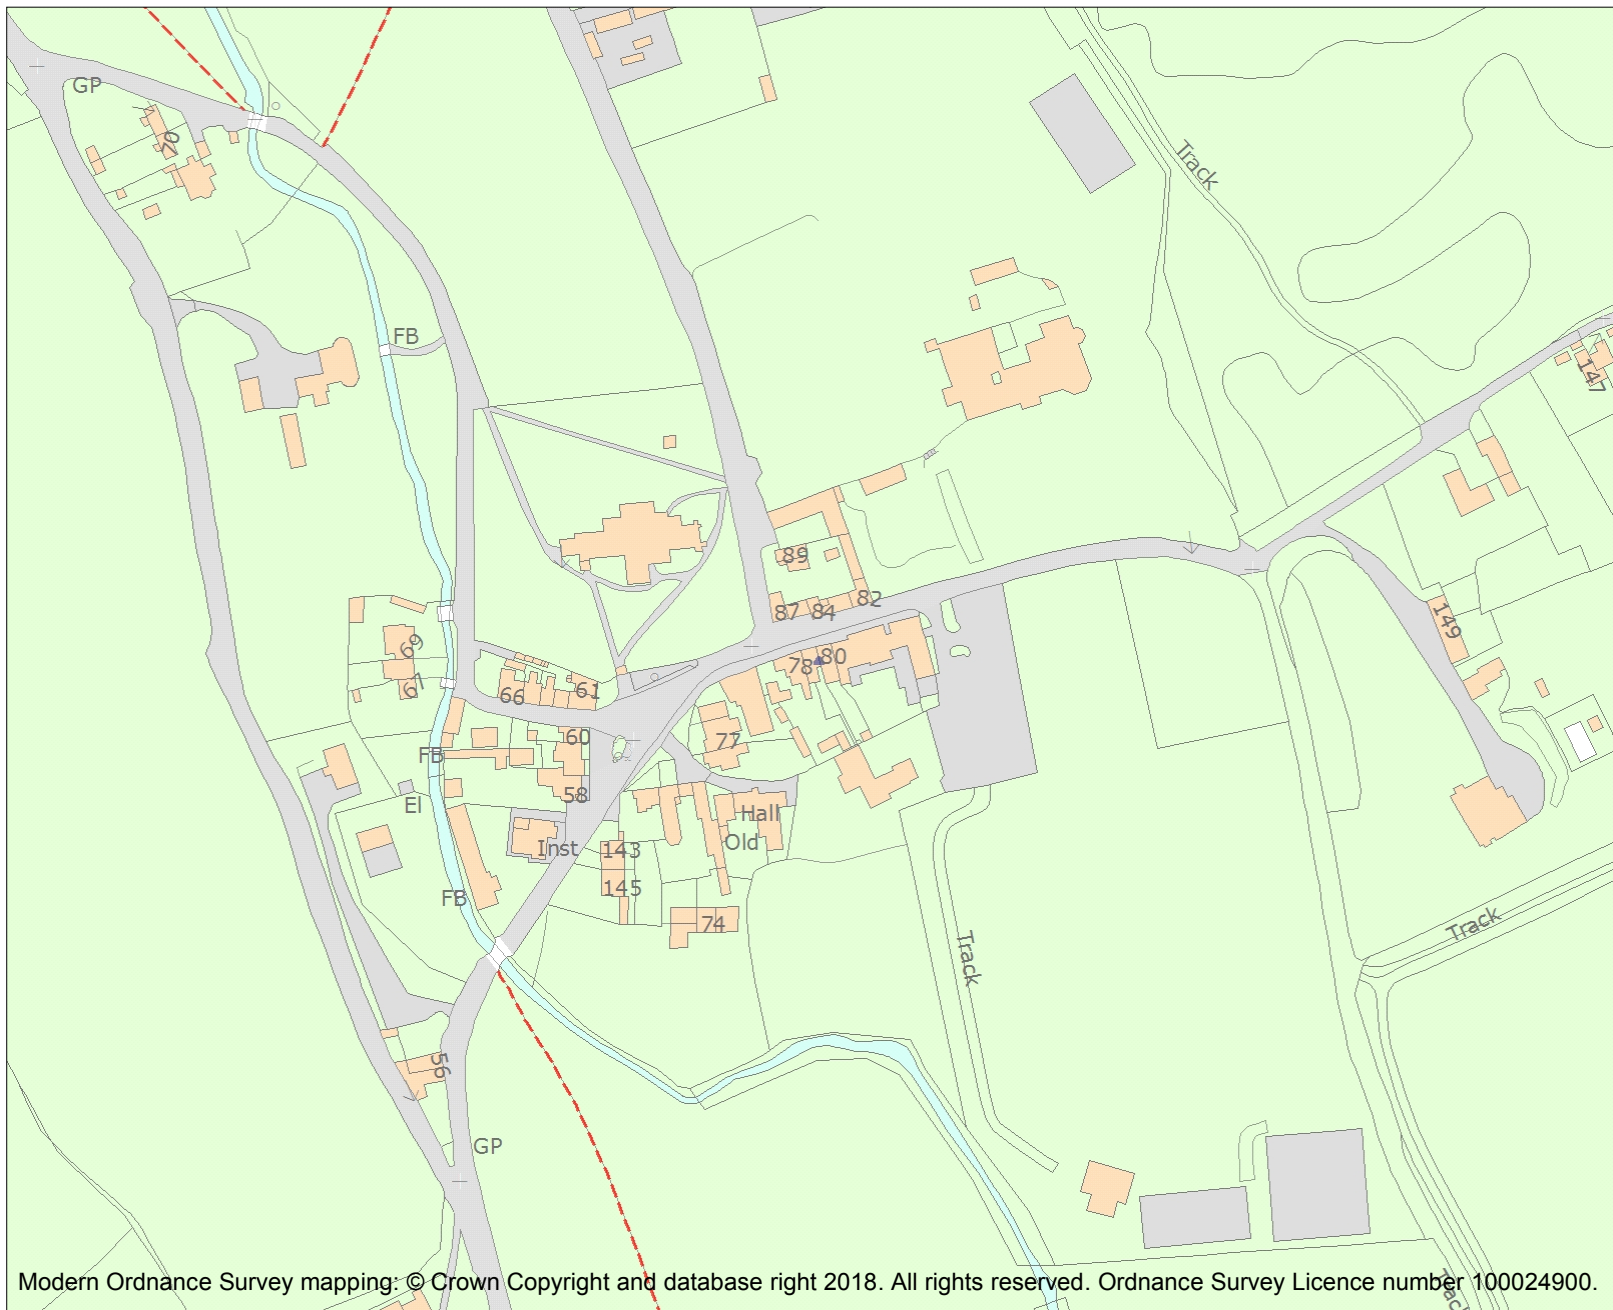 GP
70
Track
FB
147
89
87
84
82
69
67
66
61
78
80
149
60
77
FB
58
El
Hall
Old
Inst
143
145
FB
74
Track
Track
56
GP
Track
Modern Ordnance Survey mapping: © Crown Copyright and database right 2018. All rights reserved. Ordnance Survey Licence number 100024900.